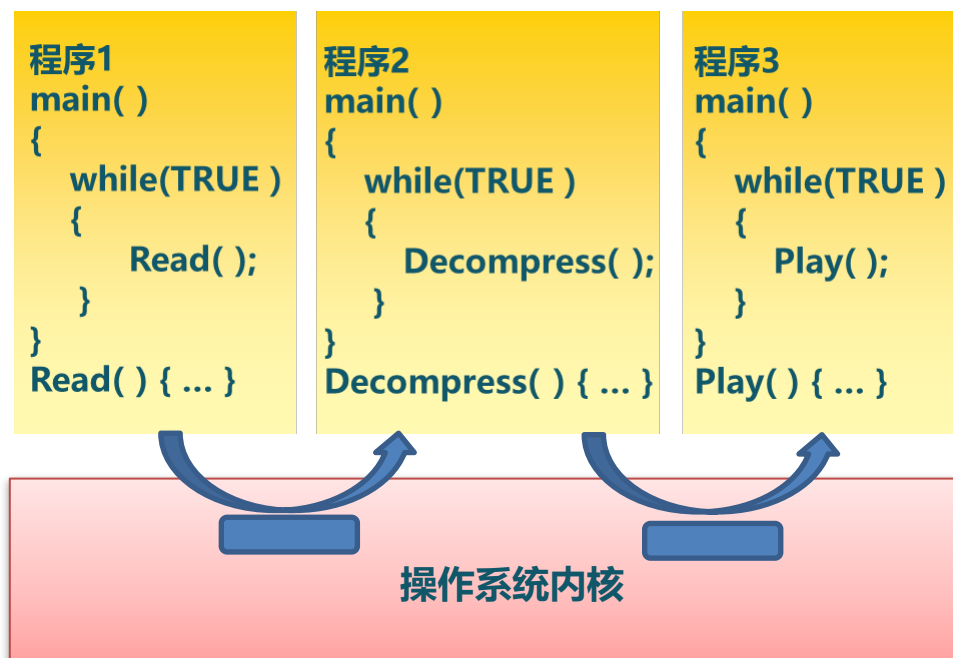 程序1
main( )
{
while(TRUE )
{
Read( );
}
}
Read( ) { ... }
程序2
main( )
{
while(TRUE )
{
Decompress( );
}
}
Decompress( ) { ... }
程序3
main( )
{
while(TRUE )
{
Play( );
}
}
Play( ) { ... }
操作系统内核